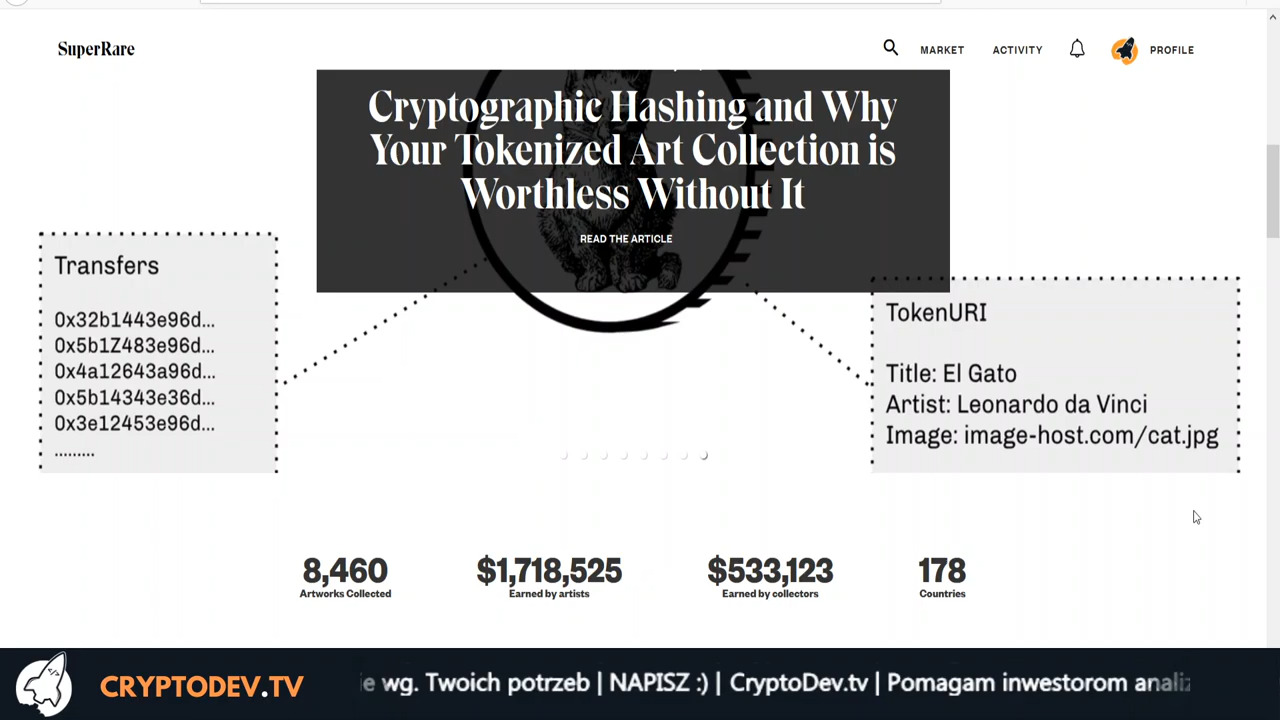 SuperRare
MARKET
ACTIVITY
PROFILE
Cryptographic Hashing and Why
Your Tokenized Art Collection is
Worthless Without It
READ THE ARTICLE
Transfers
0x32b1443e96d...
0x5b1Z483e96d...
0x4a12643a96d...
0x5b14343e36d...
0x3e12453e96d...
.........
TokenURI
Title: El Gato
Artist: Leonardo da Vinci
Image: image-host.com/cat.jpg
8,460
Artworks Collected
$1,718,525
Earned by artists
$533,123
Earned by collectors
178
Countries
CRYPTODEV.TV
wg. Twoich potrzeb | NAPISZ :) | CryptoDev.tv | Pomagam inwestorom